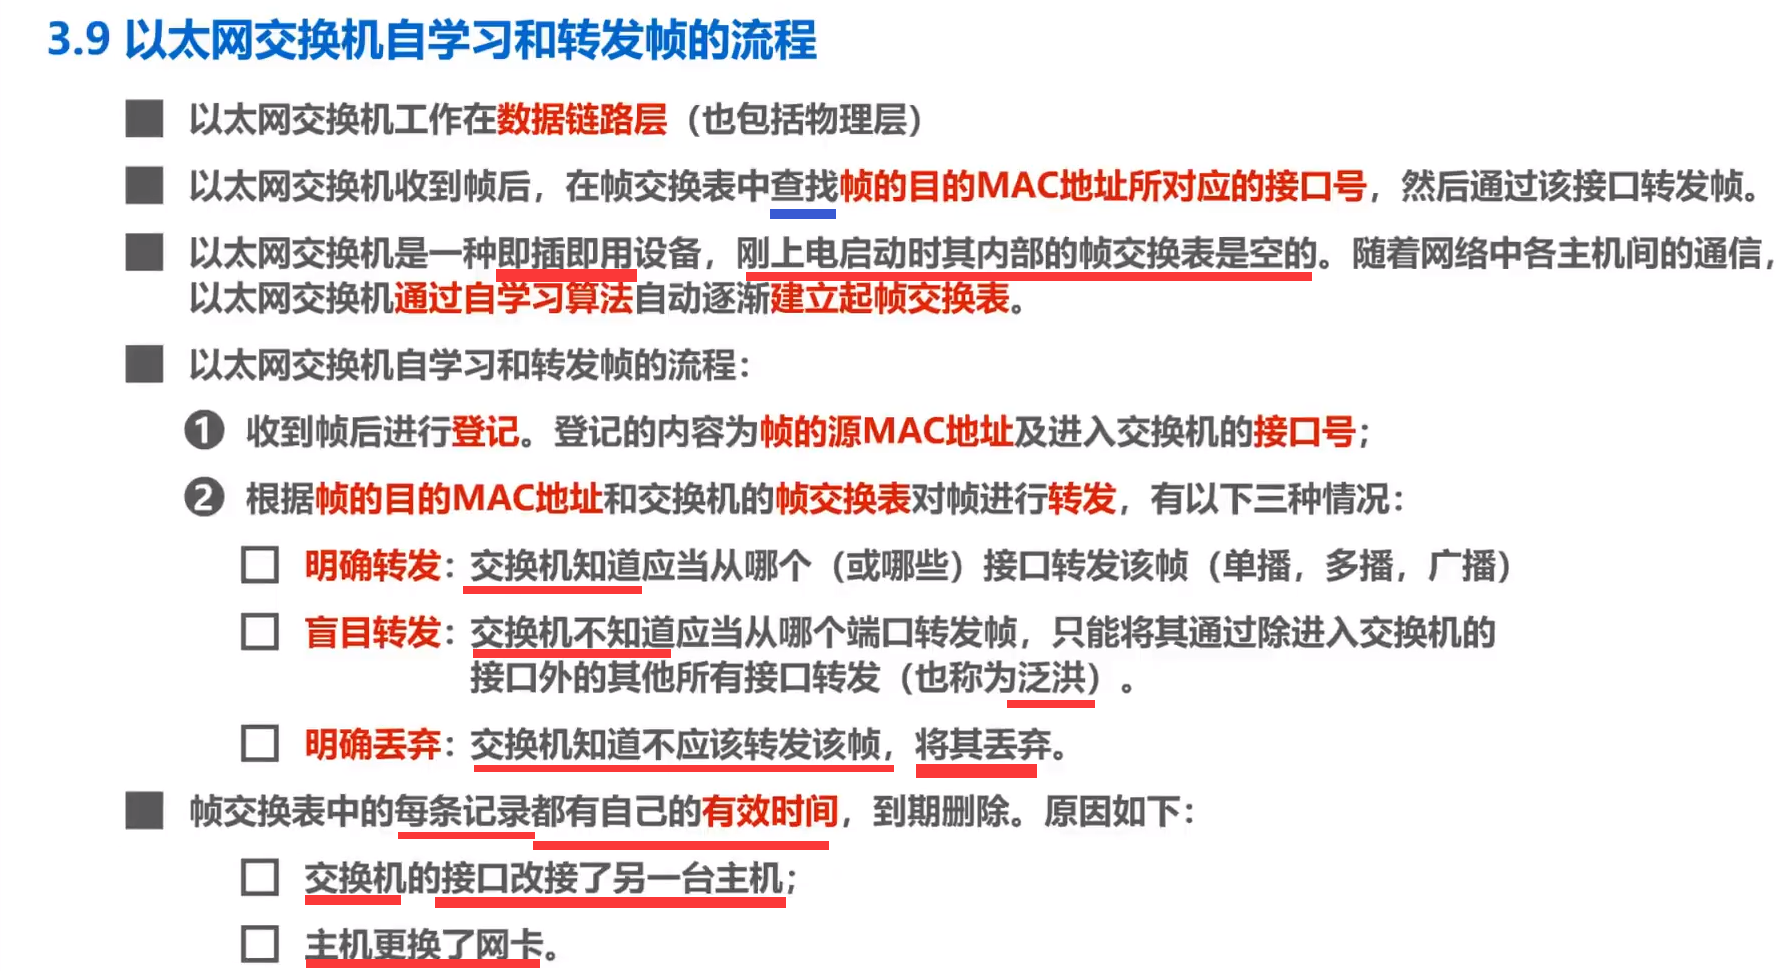 3.9 以太网交换机自学习和转发帧的流程
以太网交换机工作在数据链路层（也包括物理层）
以太网交换机收到帧后，在帧交换表中查找帧的目的MAC地址所对应的接口号，然后通过该接口转发帧。
以太网交换机是一种即插即用设备，刚上电启动时其内部的帧交换表是空的。随着网络中各主机间的通信，
以太网交换机通过自学习算法自动逐渐建立起帧交换表。
以太网交换机自学习和转发帧的流程：
❶ 收到帧后进行登记。登记的内容为帧的源MAC地址及进入交换机的接口号；
❷ 根据帧的目的MAC地址和交换机的帧交换表对帧进行转发，有以下三种情况：
明确转发：交换机知道应当从哪个（或哪些）接口转发该帧（单播，多播，广播）
盲目转发：交换机不知道应当从哪个端口转发帧，只能将其通过除进入交换机的
接口外的其他所有接口转发（也称为泛洪）。
明确丢弃：交换机知道不应该转发该帧，将其丢弃。
帧交换表中的每条记录都有自己的有效时间，到期删除。原因如下：
交换机的接口改接了另一台主机；
主机更换了网卡。